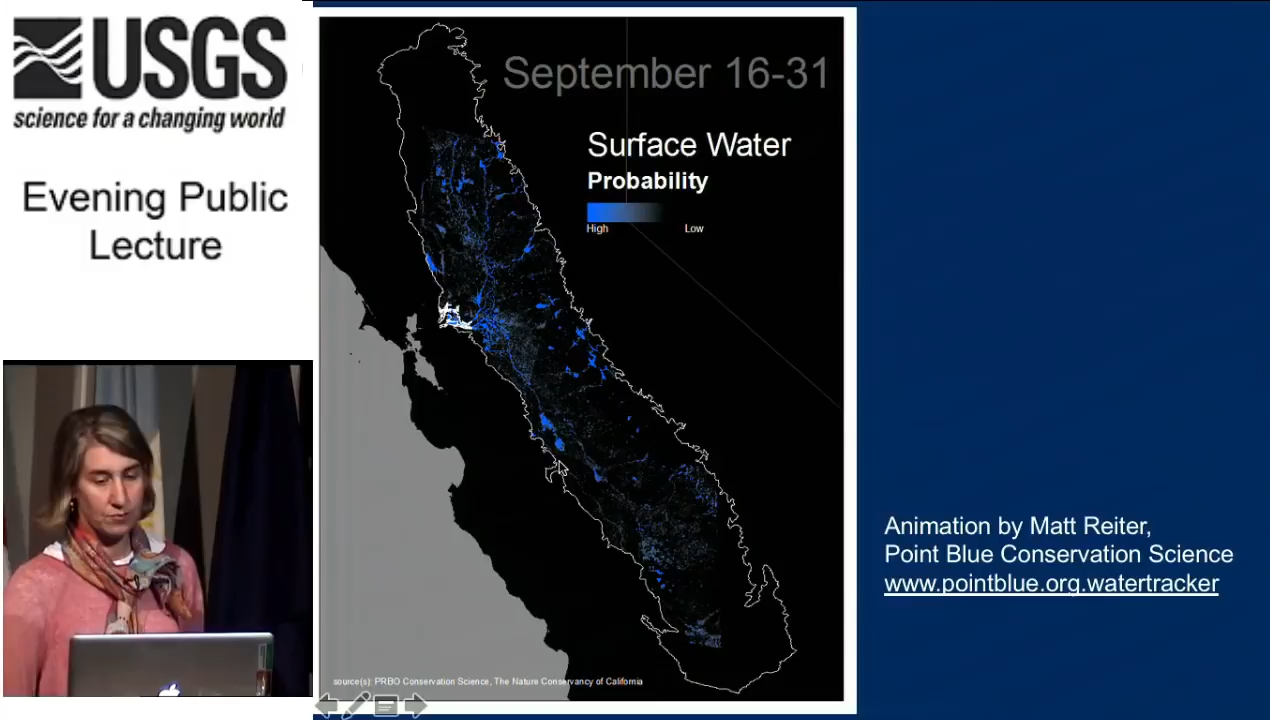 USGS
science for a changing world
Evening Public
Lecture
September 16-31
Surface Water
Probability
High Low
source(s): PRBO Conservation Science, The Nature Conservancy of California
Animation by Matt Reiter,
Point Blue Conservation Science
www.pointblue.org.watertracker